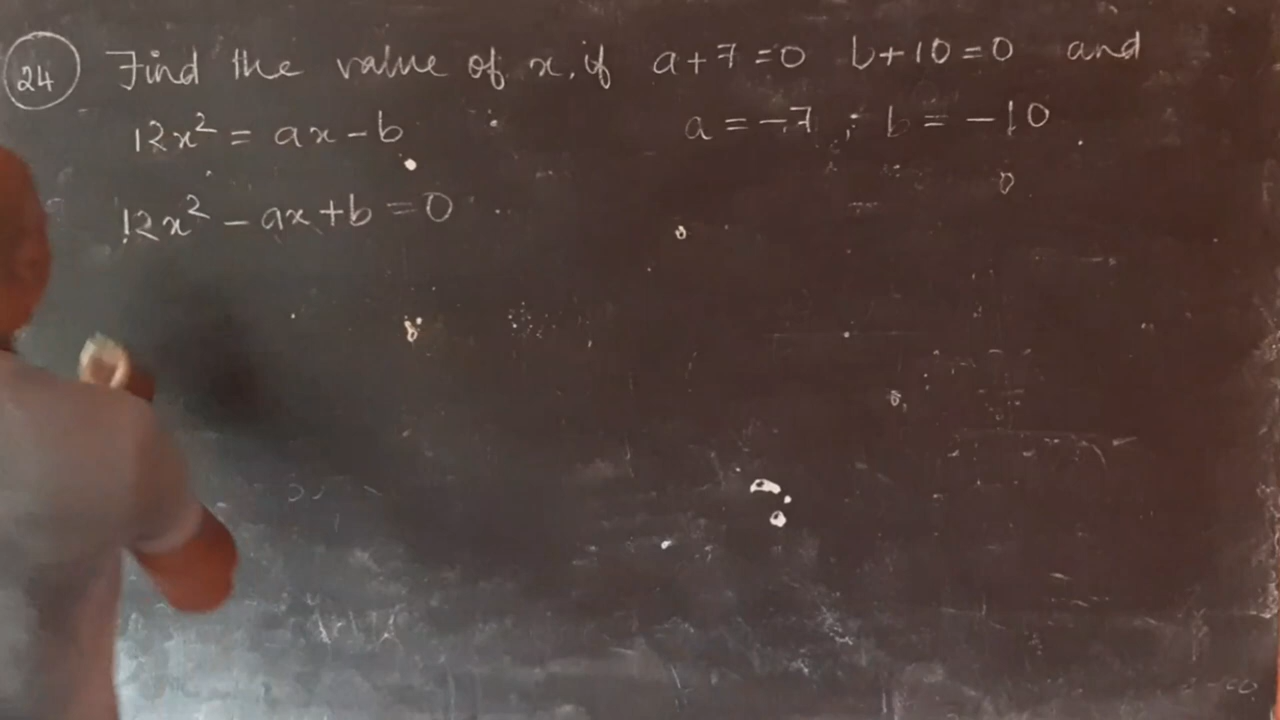 24 Find the value of x, if a+7=0 b+10=0 and
12x² = ax-b a = -7 ; b = -10
12x² - ax+b = 0